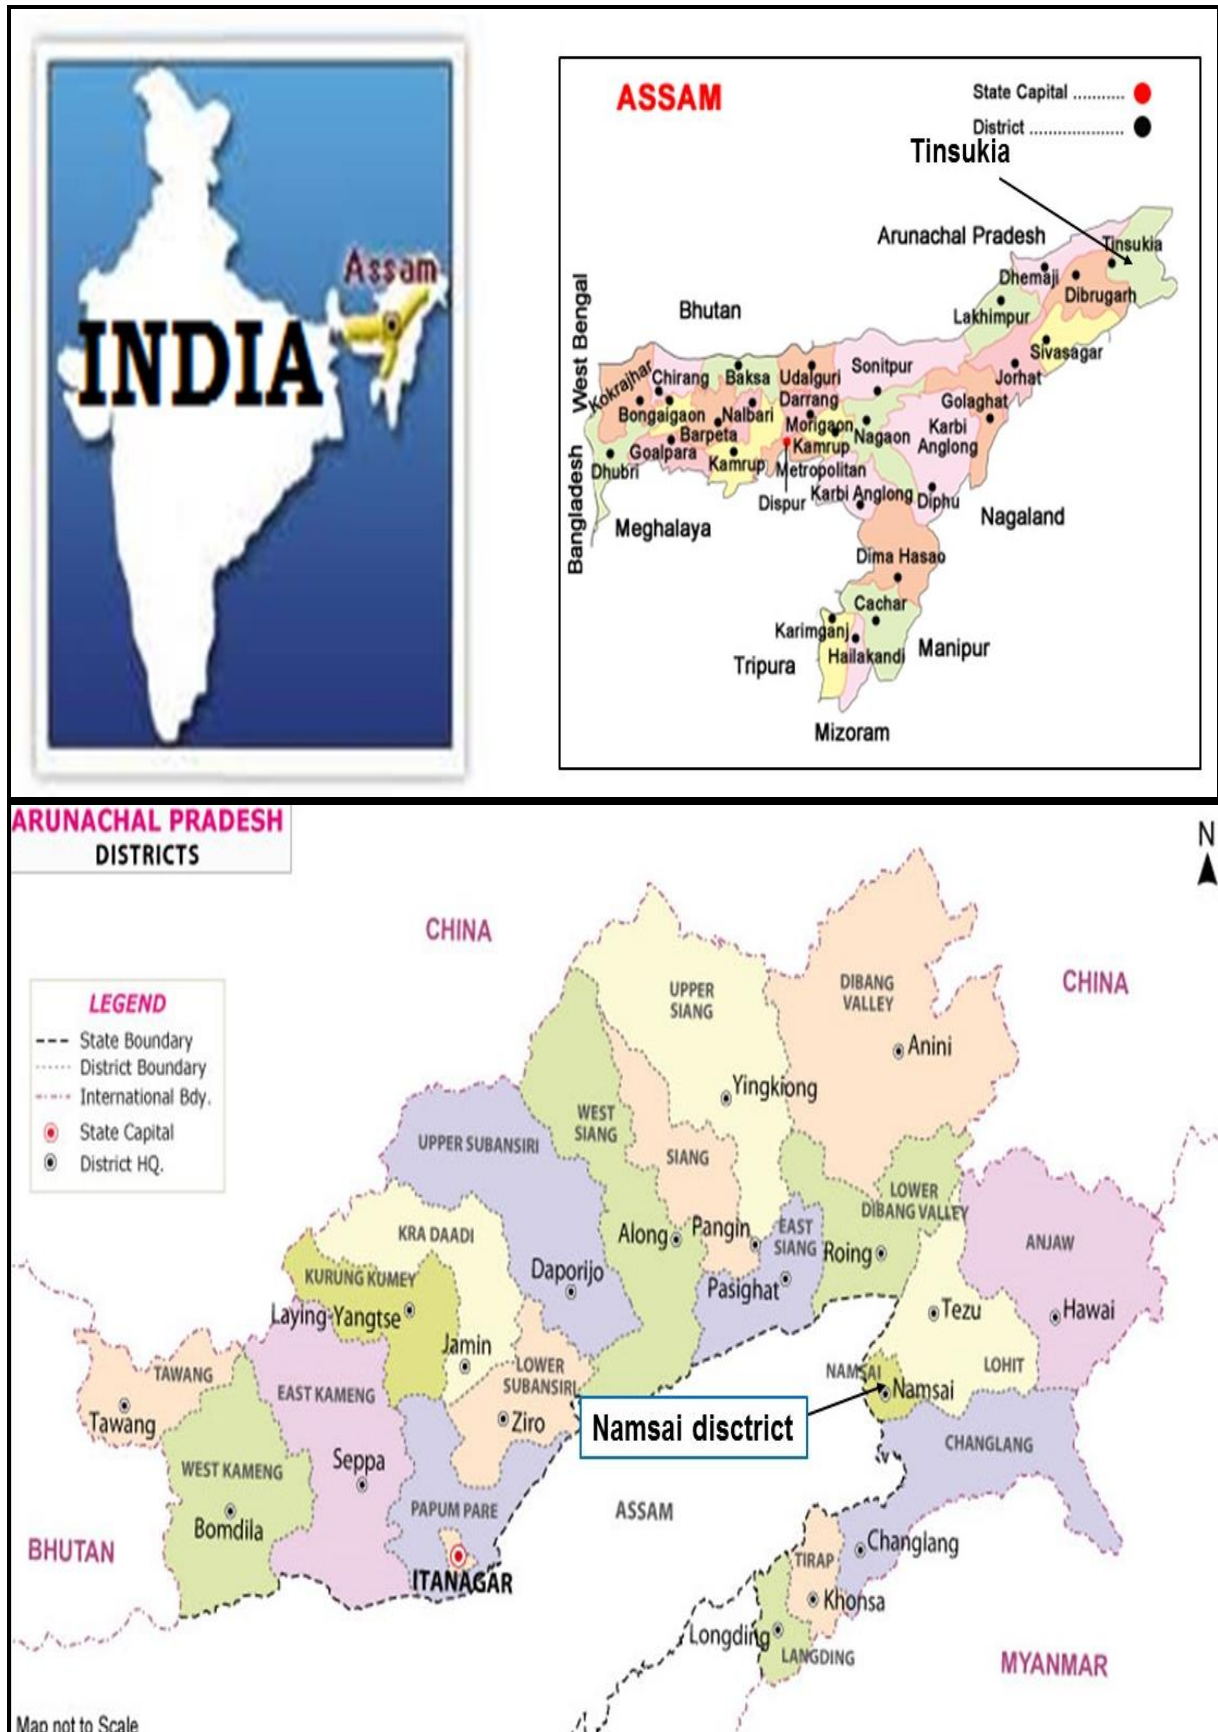 Assam
INDIA
ASSAM
State Capital ...........
District .....................
Tinsukia
Arunachal Pradesh
Tinsukia
Dhemaji
Dibrugarh
Lakhimpur
Bhutan
West Bengal
Sivasagar
Kokrajhar
Chirang
Baksa
Udalguri
Sonitpur
Jorhat
Darrang
Golaghat
Bongaigaon
Nalbari
Morigaon
Karbi
Anglong
Barpeta
Nagaon
Kamrup
Goalpara
Kamrup
Metropolitan
Dhubri
Karbi Anglong
Diphu
Dispur
Bangladesh
Meghalaya
Nagaland
Dima Hasao
Cachar
Karimganj
Hailakandi
Manipur
Tripura
Mizoram
ARUNACHAL PRADESH
DISTRICTS
N
CHINA
CHINA
LEGEND
State Boundary
District Boundary
International Bdy.
State Capital
District HQ.
UPPER
SIANG
DIBANG
VALLEY
Anini
Yingkiong
WEST
SIANG
UPPER SUBANSIRI
SIANG
LOWER
DIBANG VALLEY
KRA DAADI
Along
Pangin
EAST
SIANG
Roing
ANJAW
KURUNG KUMEY
Daporijo
Pasighat
Laying-Yangtse
Tezu
Hawai
Jamin
TAWANG
LOWER
SUBANSIRI
NAMSAI
LOHIT
EAST KAMENG
Namsai
Tawang
Ziro
Namsai disctrict
CHANGLANG
WEST KAMENG
Seppa
PAPUM PARE
ASSAM
Bomdila
BHUTAN
Changlang
TIRAP
ITANAGAR
Khonsa
Longding
LANGDING
MYANMAR
Map not to Scale